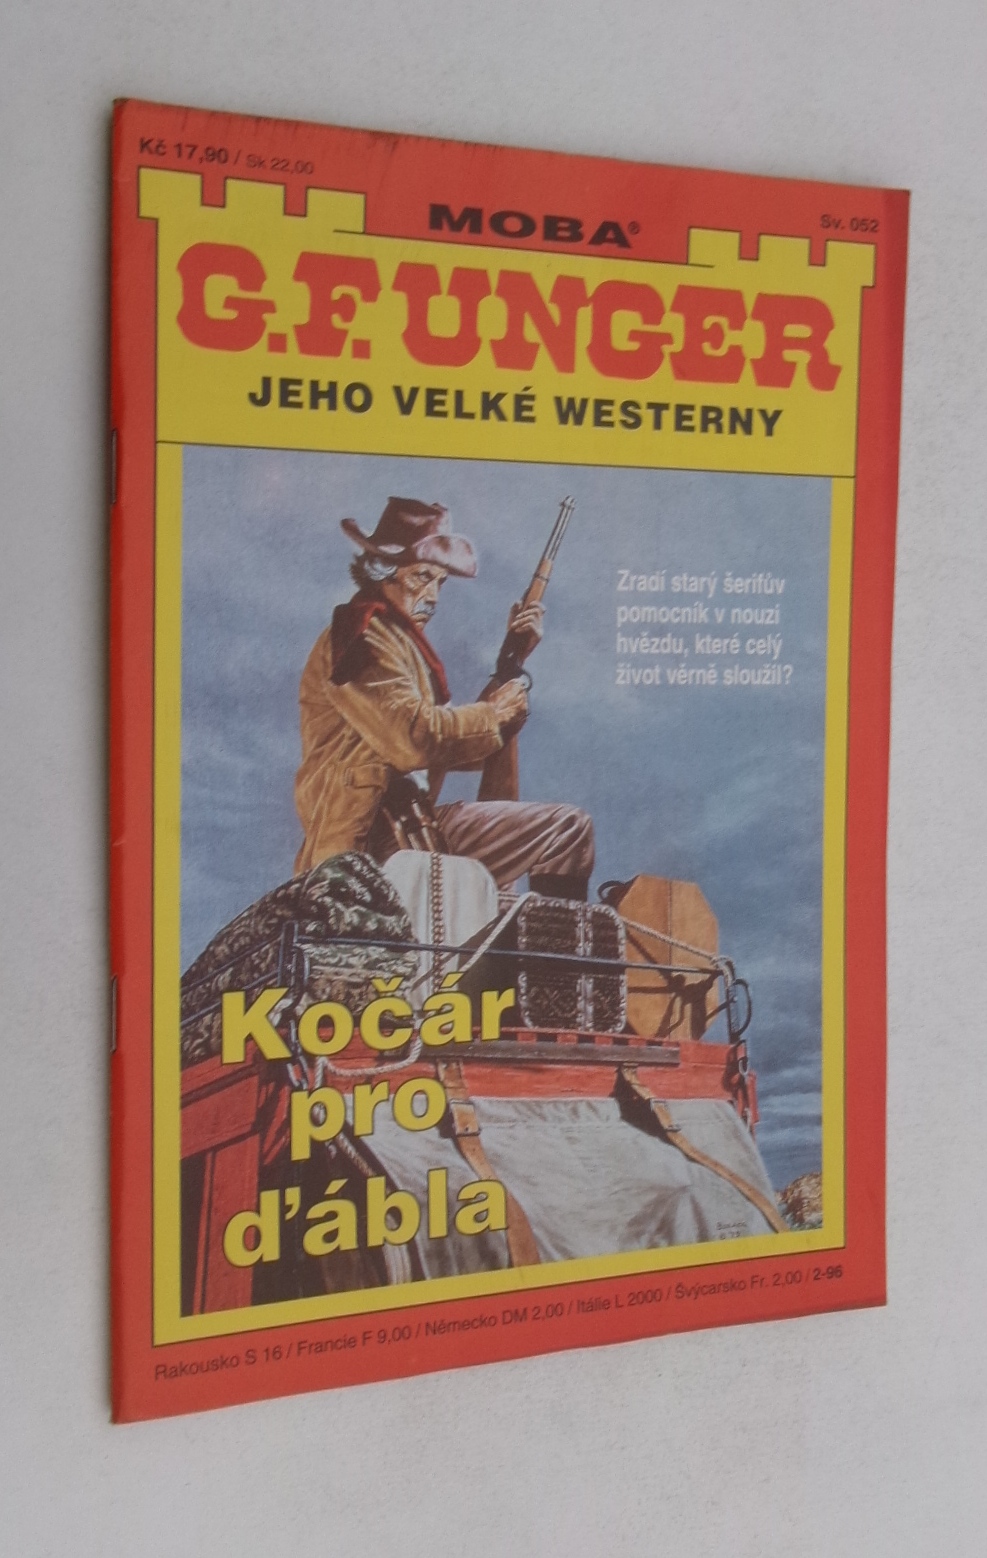 Kč 17,90 / Sk 22,00
MOBA®
Sv. 052
G.F. UNGER
JEHO VELKÉ WESTERNY
Zradí starý šerifův
pomocník v nouzi
hvězdu, které celý
život věrně sloužil?
Kočár
pro
ďábla
Rakousko S 16 / Francie F 9,00 / Německo DM 2,00 / Itálie L 2000 / Švýcarsko Fr. 2,00 / 2-96